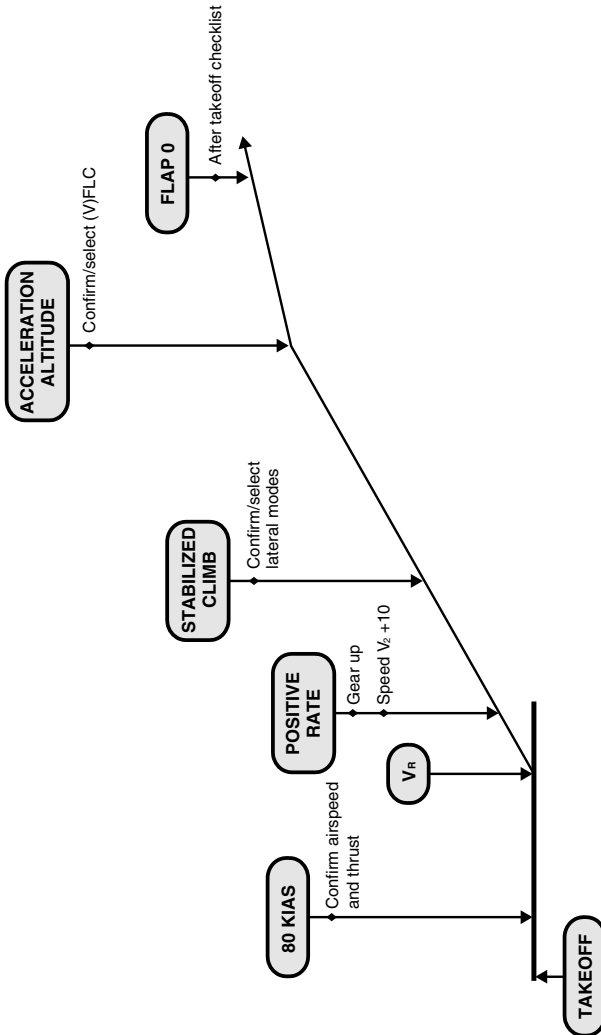 TAKEOFF
80 KIAS
Confirm airspeed
and thrust
VR
POSITIVE
RATE
Gear up
Speed V₂ +10
STABILIZED
CLIMB
Confirm/select
lateral modes
ACCELERATION
ALTITUDE
Confirm/select (V)FLC
FLAP 0
After takeoff checklist